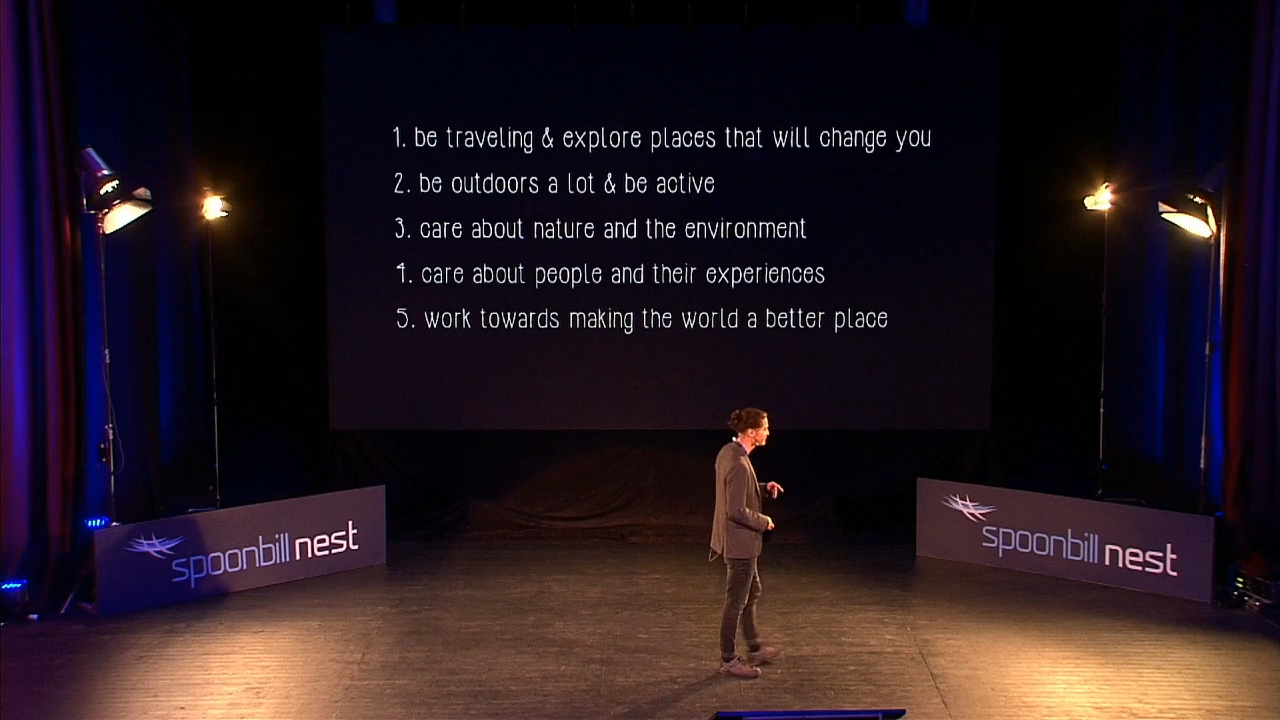 1. be traveling & explore places that will change you
2. be outdoors a lot & be active
3. care about nature and the environment
4. care about people and their experiences
5. work towards making the world a better place
spoonbill nest
spoonbill nest